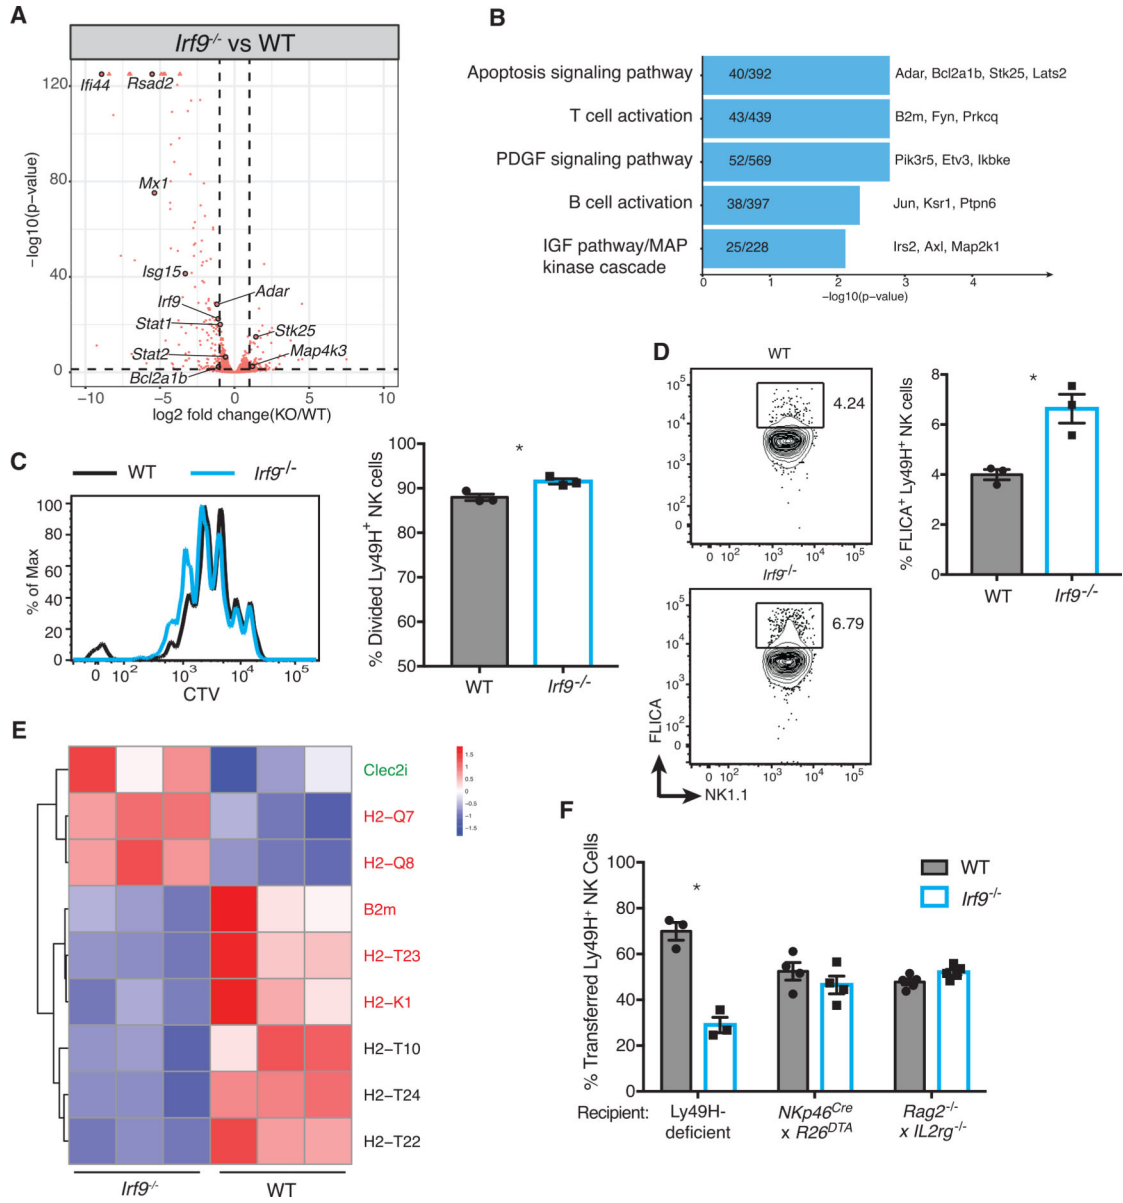 A
Irf9-/- vs WT
120
80
40
0
−log10(p−value)
Ifi44
Rsad2
Mx1
Isg15
Irf9
Adar
Stat1
Stk25
Stat2
Map4k3
Bcl2a1b
−10
−5
0
5
10
log2 fold change(KO/WT)
B
Apoptosis signaling pathway
40/392
Adar, Bcl2a1b, Stk25, Lats2
T cell activation
43/439
B2m, Fyn, Prkcq
PDGF signaling pathway
52/569
Pik3r5, Etv3, Ikbke
B cell activation
38/397
Jun, Ksr1, Ptpn6
IGF pathway/MAP
kinase cascade
25/228
Irs2, Axl, Map2k1
0
1
2
3
4
−log10(p−value)
C
WT
Irf9-/-
100
80
60
40
20
0
% of Max
0
10²
10³
10⁴
10⁵
CTV
100
90
80
70
60
50
% Divided Ly49H+ NK cells
*
WT
Irf9-/-
D
WT
10⁵
10⁴
10³
10²
0
4.24
0
10²
10³
10⁴
10⁵
Irf9-/-
10⁵
10⁴
10³
10²
0
6.79
0
10²
10³
10⁴
10⁵
FLICA
NK1.1
8
6
4
2
0
% FLICA+ Ly49H+ NK cells
*
WT
Irf9-/-
E
Clec2i
H2−Q7
H2−Q8
B2m
H2−T23
H2−K1
H2−T10
H2−T24
H2−T22
1.5
1
0.5
0
−0.5
−1
−1.5
Irf9-/-
WT
F
100
80
60
40
20
0
% Transferred Ly49H+ NK Cells
*
WT
Irf9-/-
Recipient:
Ly49H-
deficient
NKp46Cre
x R26DTA
Rag2-/-
x IL2rg-/-